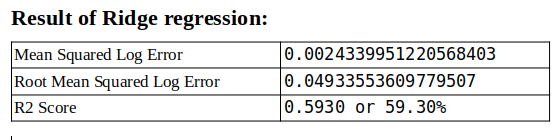 Result of Ridge regression:
Mean Squared Log Error 0.0024339951220568403
Root Mean Squared Log Error 0.04933553609779507
R2 Score 0.5930 or 59.30%